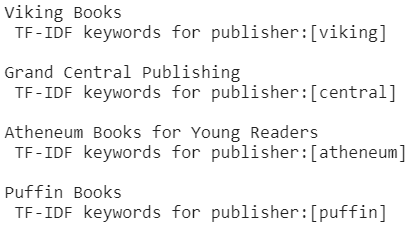 Viking Books
TF-IDF keywords for publisher:[viking]
Grand Central Publishing
TF-IDF keywords for publisher:[central]
Atheneum Books for Young Readers
TF-IDF keywords for publisher:[atheneum]
Puffin Books
TF-IDF keywords for publisher:[puffin]